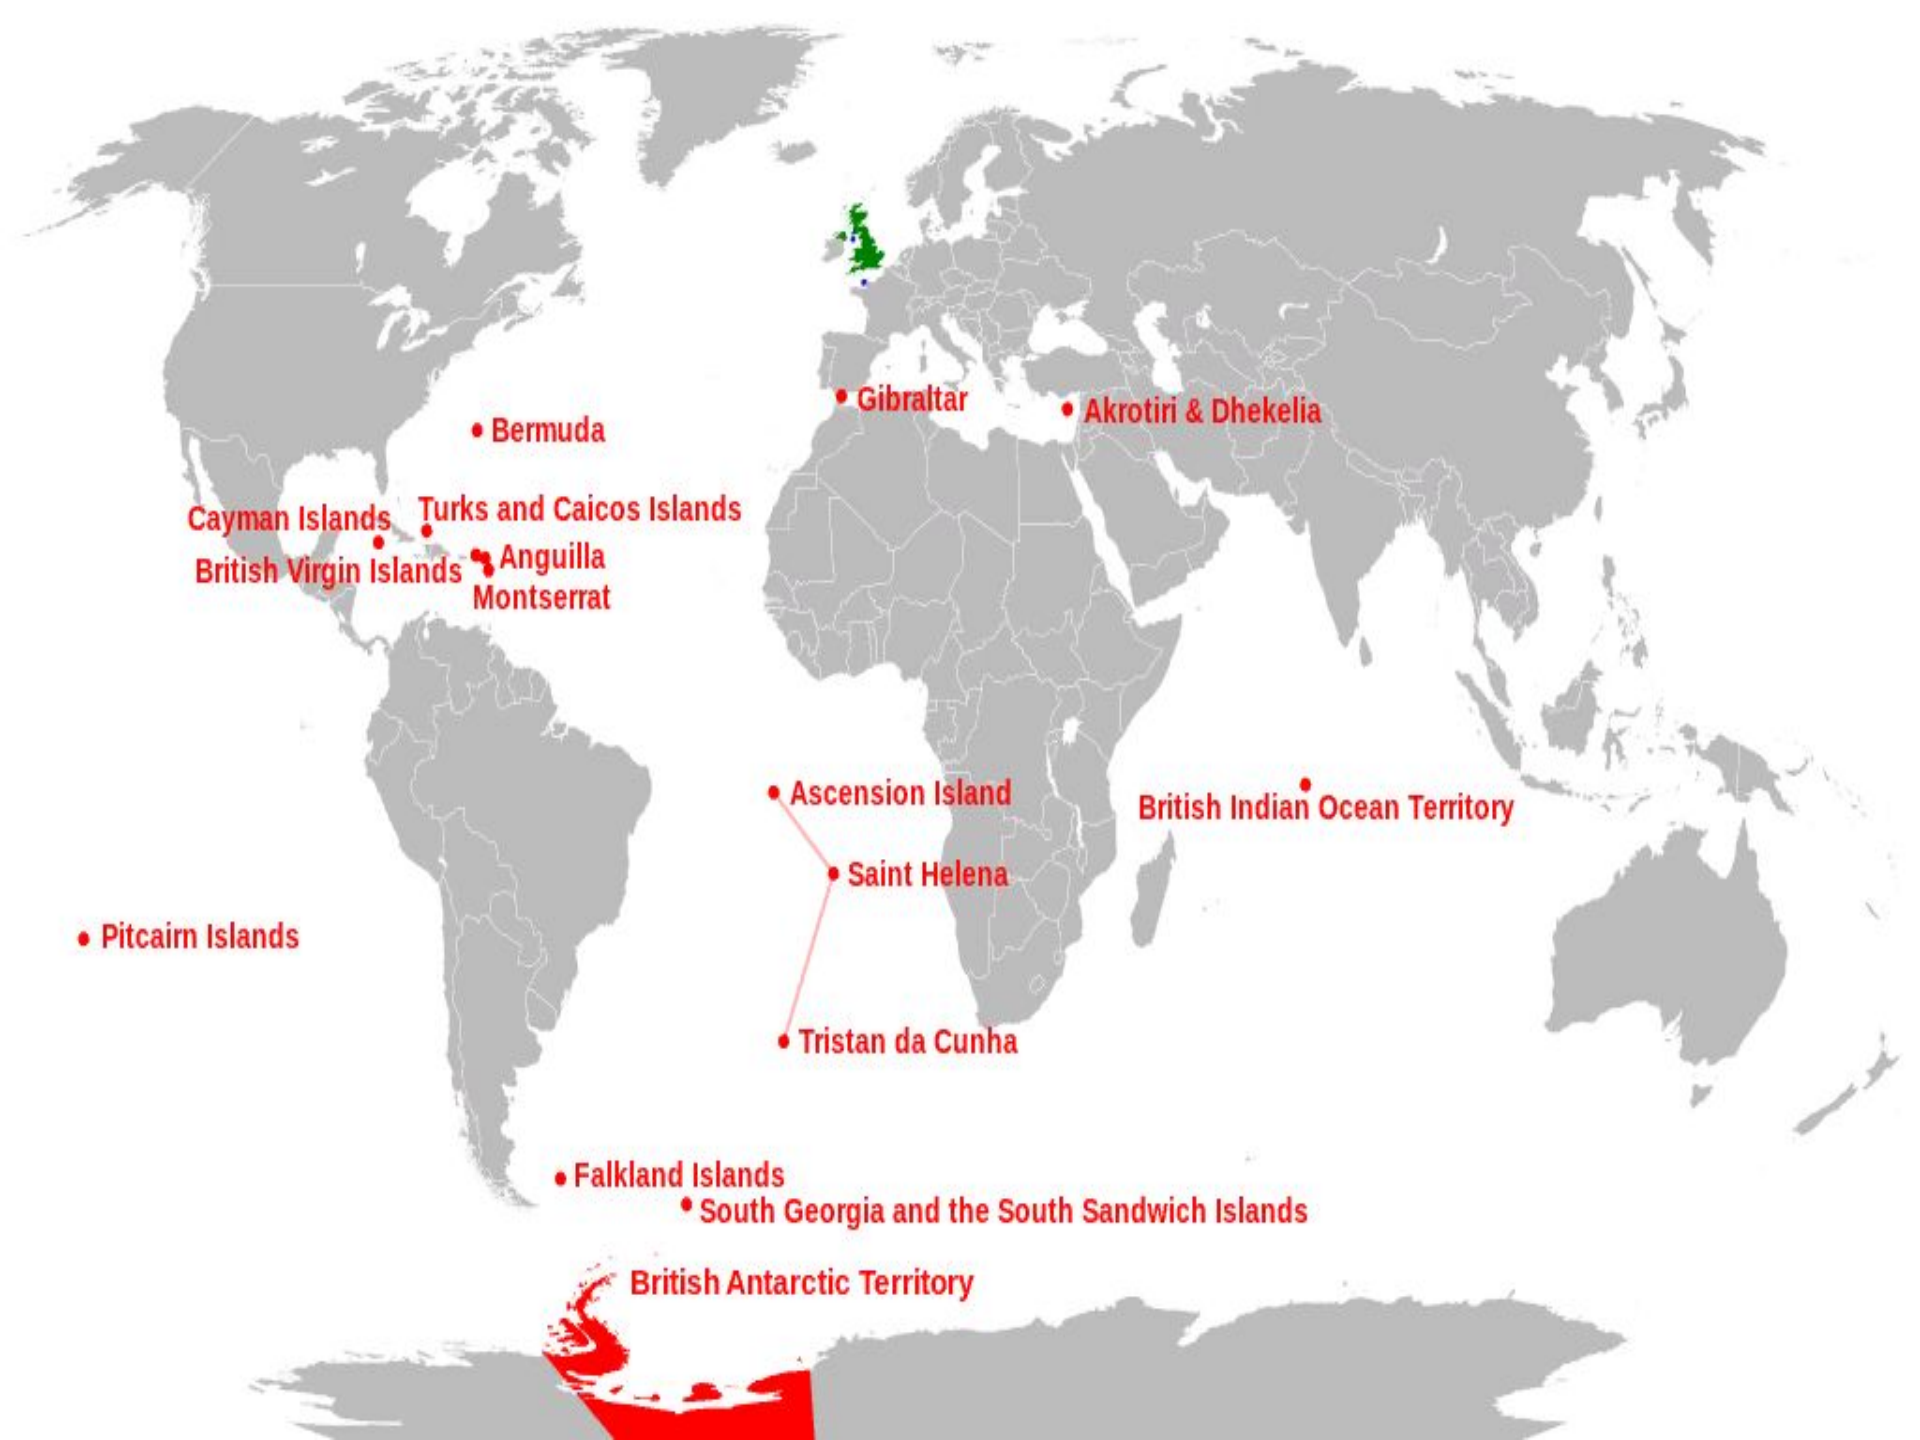 Gibraltar
Akrotiri & Dhekelia
Bermuda
Turks and Caicos Islands
Cayman Islands
Anguilla
British Virgin Islands
Montserrat
Ascension Island
British Indian Ocean Territory
Saint Helena
Pitcairn Islands
Tristan da Cunha
Falkland Islands
South Georgia and the South Sandwich Islands
British Antarctic Territory